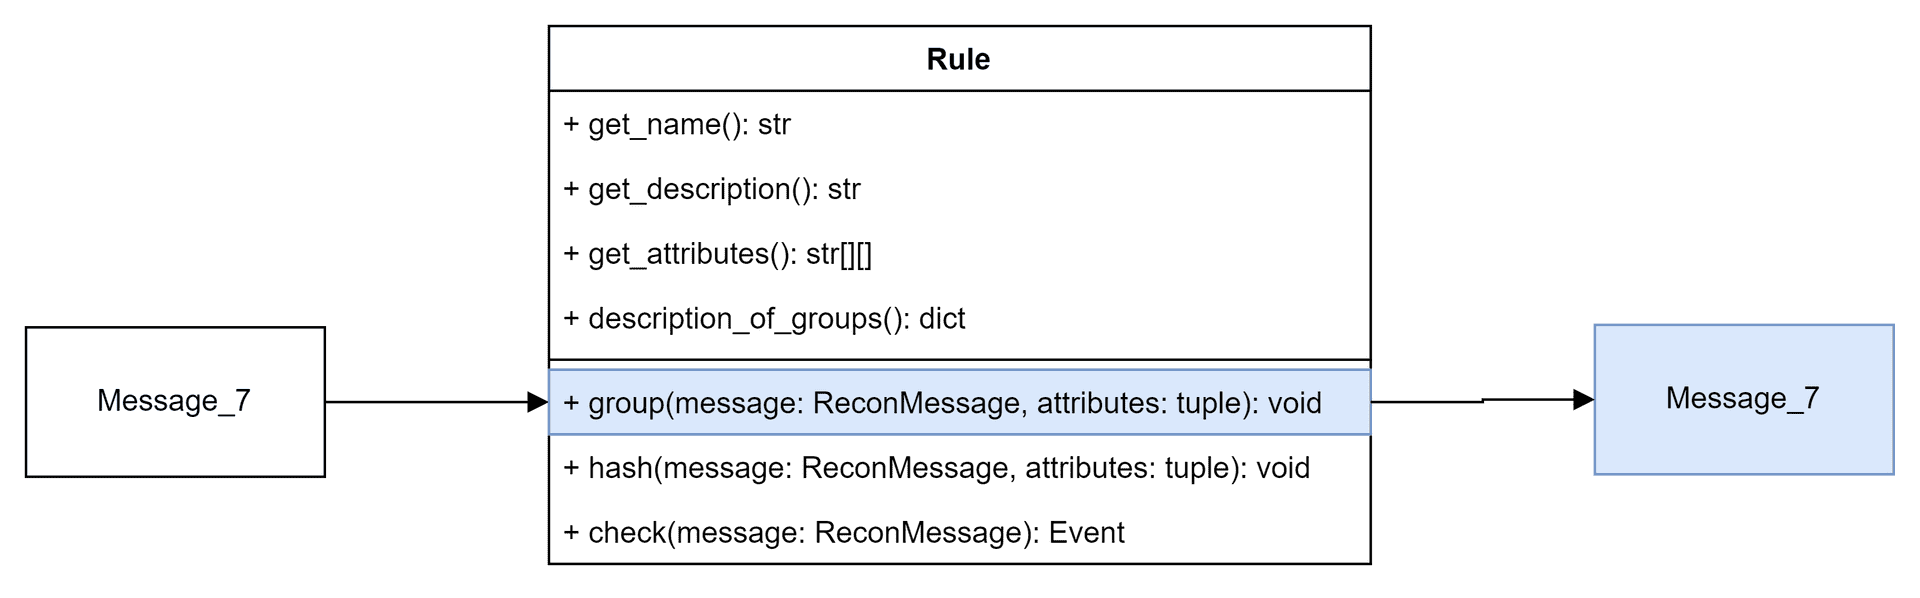 Rule
+ get_name(): str
+ get_description(): str
+ get_attributes(): str[][]
+ description_of_groups(): dict
Message_7
+ group(message: ReconMessage, attributes: tuple): void
Message_7
+ hash(message: ReconMessage, attributes: tuple): void
+ check(message: ReconMessage): Event